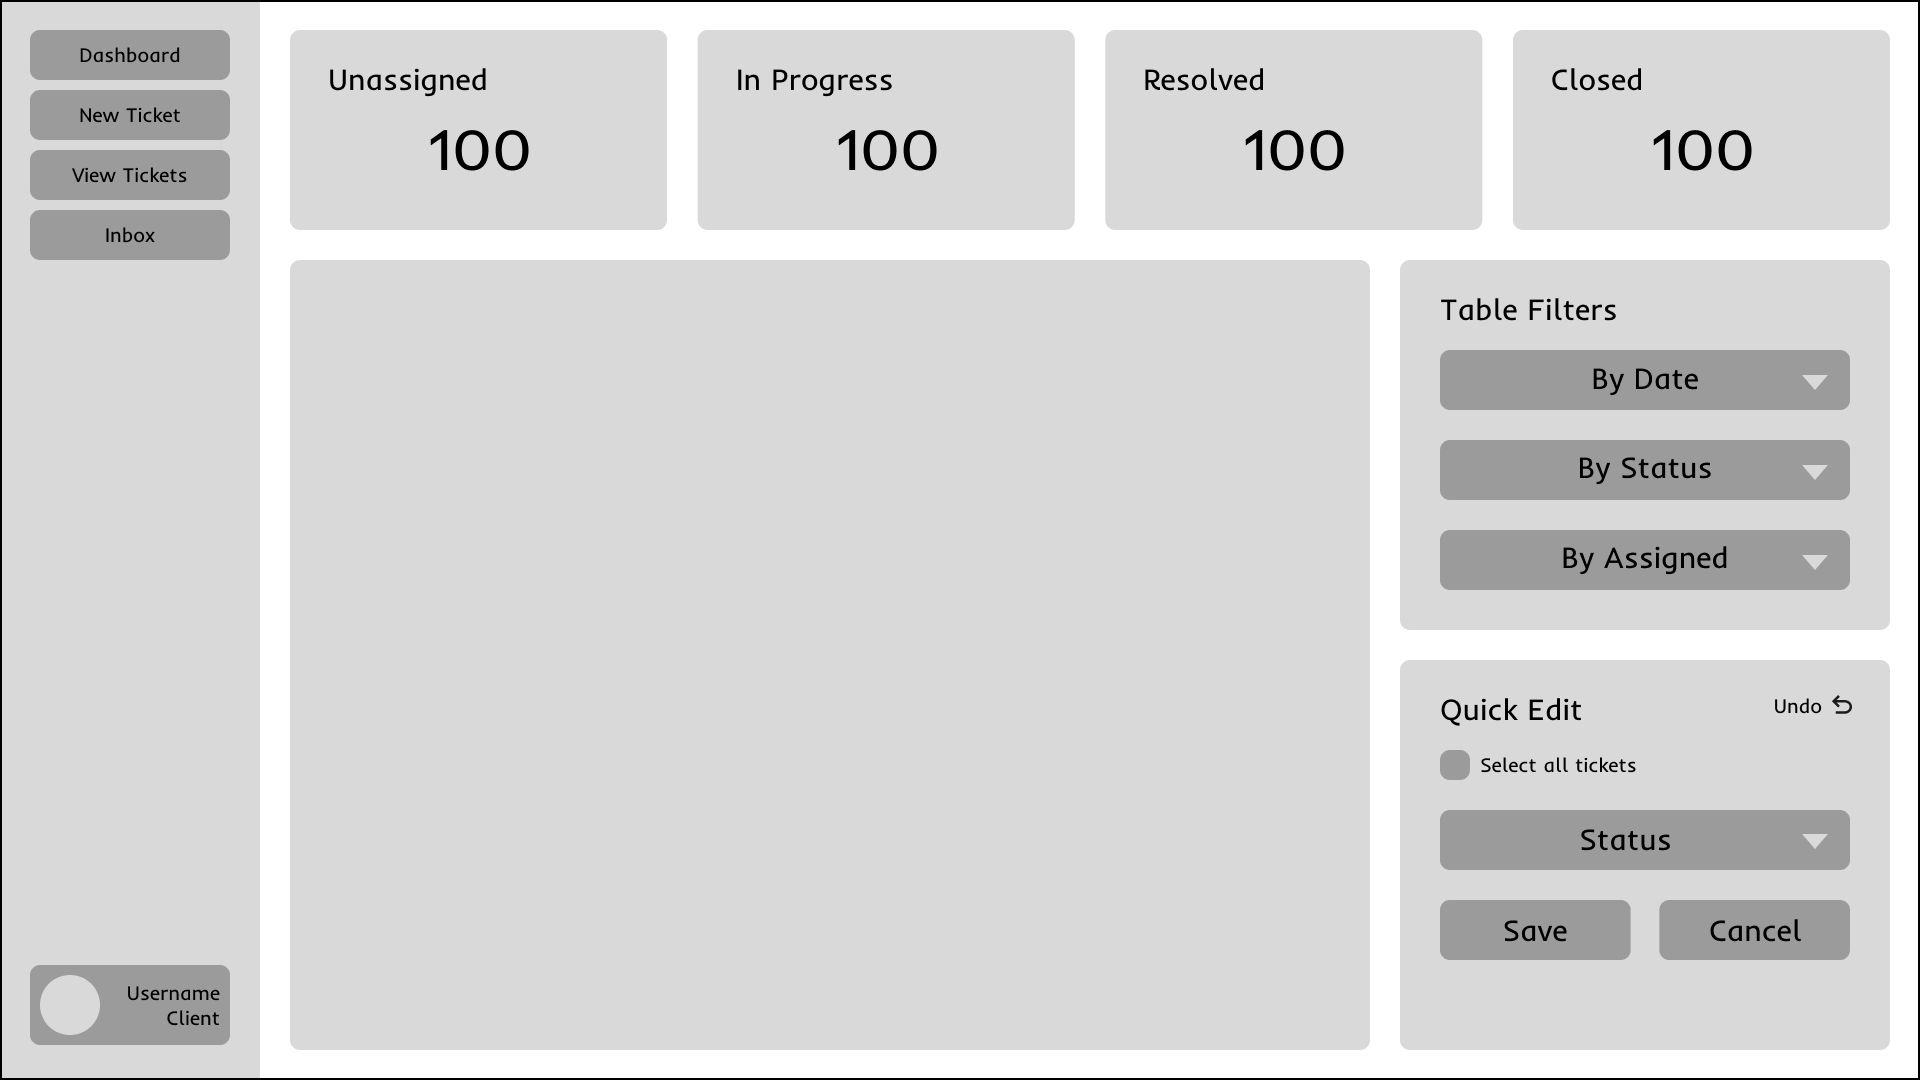 Dashboard
New Ticket
View Tickets
Inbox
Username
Client
Unassigned
100
In Progress
100
Resolved
100
Closed
100
Table Filters
By Date
By Status
By Assigned
Quick Edit
Undo
Select all tickets
Status
Save
Cancel